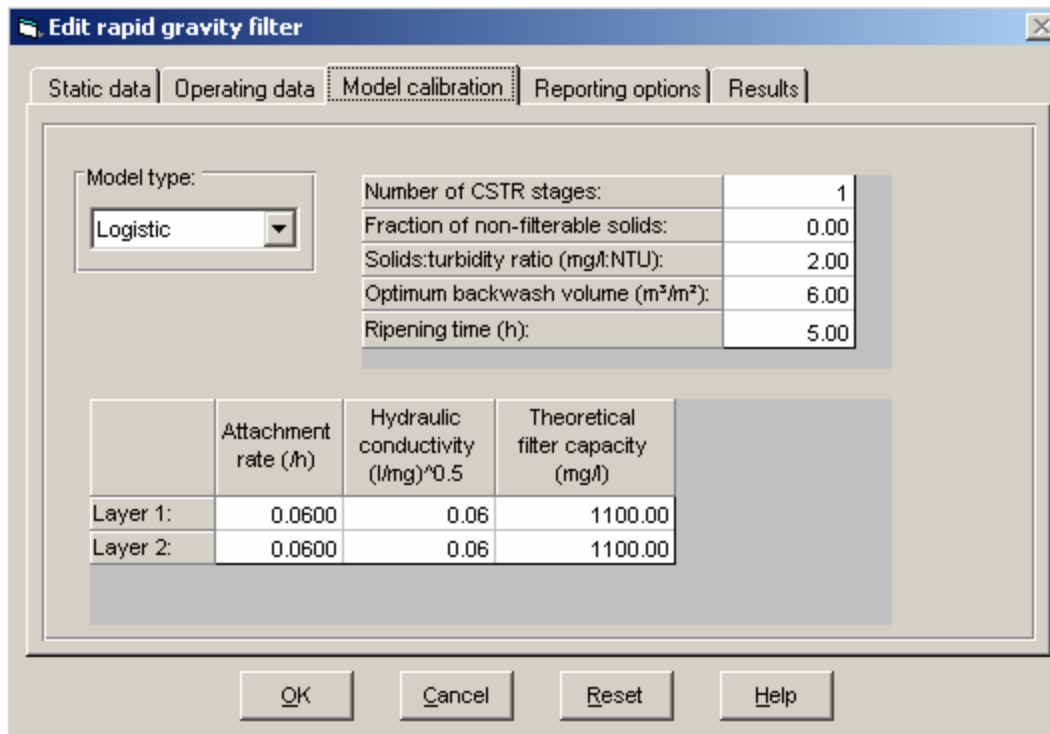 Edit rapid gravity filter
Static data Operating data Model calibration Reporting options Results
Model type:
Logistic
Number of CSTR stages: 1
Fraction of non-filterable solids: 0.00
Solids:turbidity ratio (mg/l:NTU): 2.00
Optimum backwash volume (m³/m²): 6.00
Ripening time (h): 5.00
Attachment rate (/h)
Hydraulic conductivity (l/mg)^0.5
Theoretical filter capacity (mg/l)
Layer 1: 0.0600 0.06 1100.00
Layer 2: 0.0600 0.06 1100.00
OK Cancel Reset Help